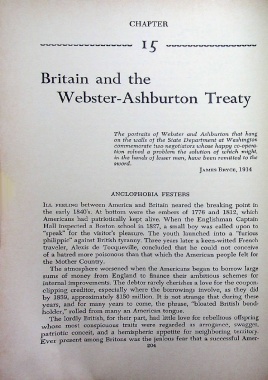 CHAPTER
15
Britain and the
Webster-Ashburton Treaty
The portraits of Webster and Ashburton that hang
on the walls of the State Department at Washington
commemorate two negotiators whose happy co-opera-
tion solved a problem the solution of which might,
in the hands of lesser men, have been remitted to the
sword.
JAMES BRYCE, 1914
ANGLOPHOBIA FESTERS
ILL FEELING between America and Britain neared the breaking point in
the early 1840's. At bottom were the embers of 1776 and 1812, which
Americans had patriotically kept alive. When the Englishman Captain
Hall inspected a Boston school in 1827, a small boy was called upon to
"speak" for the visitor's pleasure. The youth launched into a "furious
philippic" against British tyranny. Three years later a keen-witted French
traveler, Alexis de Tocqueville, concluded that he could not conceive
of a hatred more poisonous than that which the American people felt for
the Mother Country.
The atmosphere worsened when the Americans began to borrow large
sums of money from England to finance their ambitious schemes for
internal improvements. The debtor rarely cherishes a love for the coupon-
clipping creditor, especially where the borrowings involve, as they did
by 1839, approximately $150 million. It is not strange that during these
years, and for many years to come, the phrase, "bloated British bond-
holder," rolled from many an American tongue.
The lordly British, for their part, had little love for rebellious offspring
whose most conspicuous traits were regarded as arrogance, swagger,
patriotic conceit, and a hemispheric appetite for neighboring territory.
Ever present among Britons was the jealous fear that a successful Amer-
204